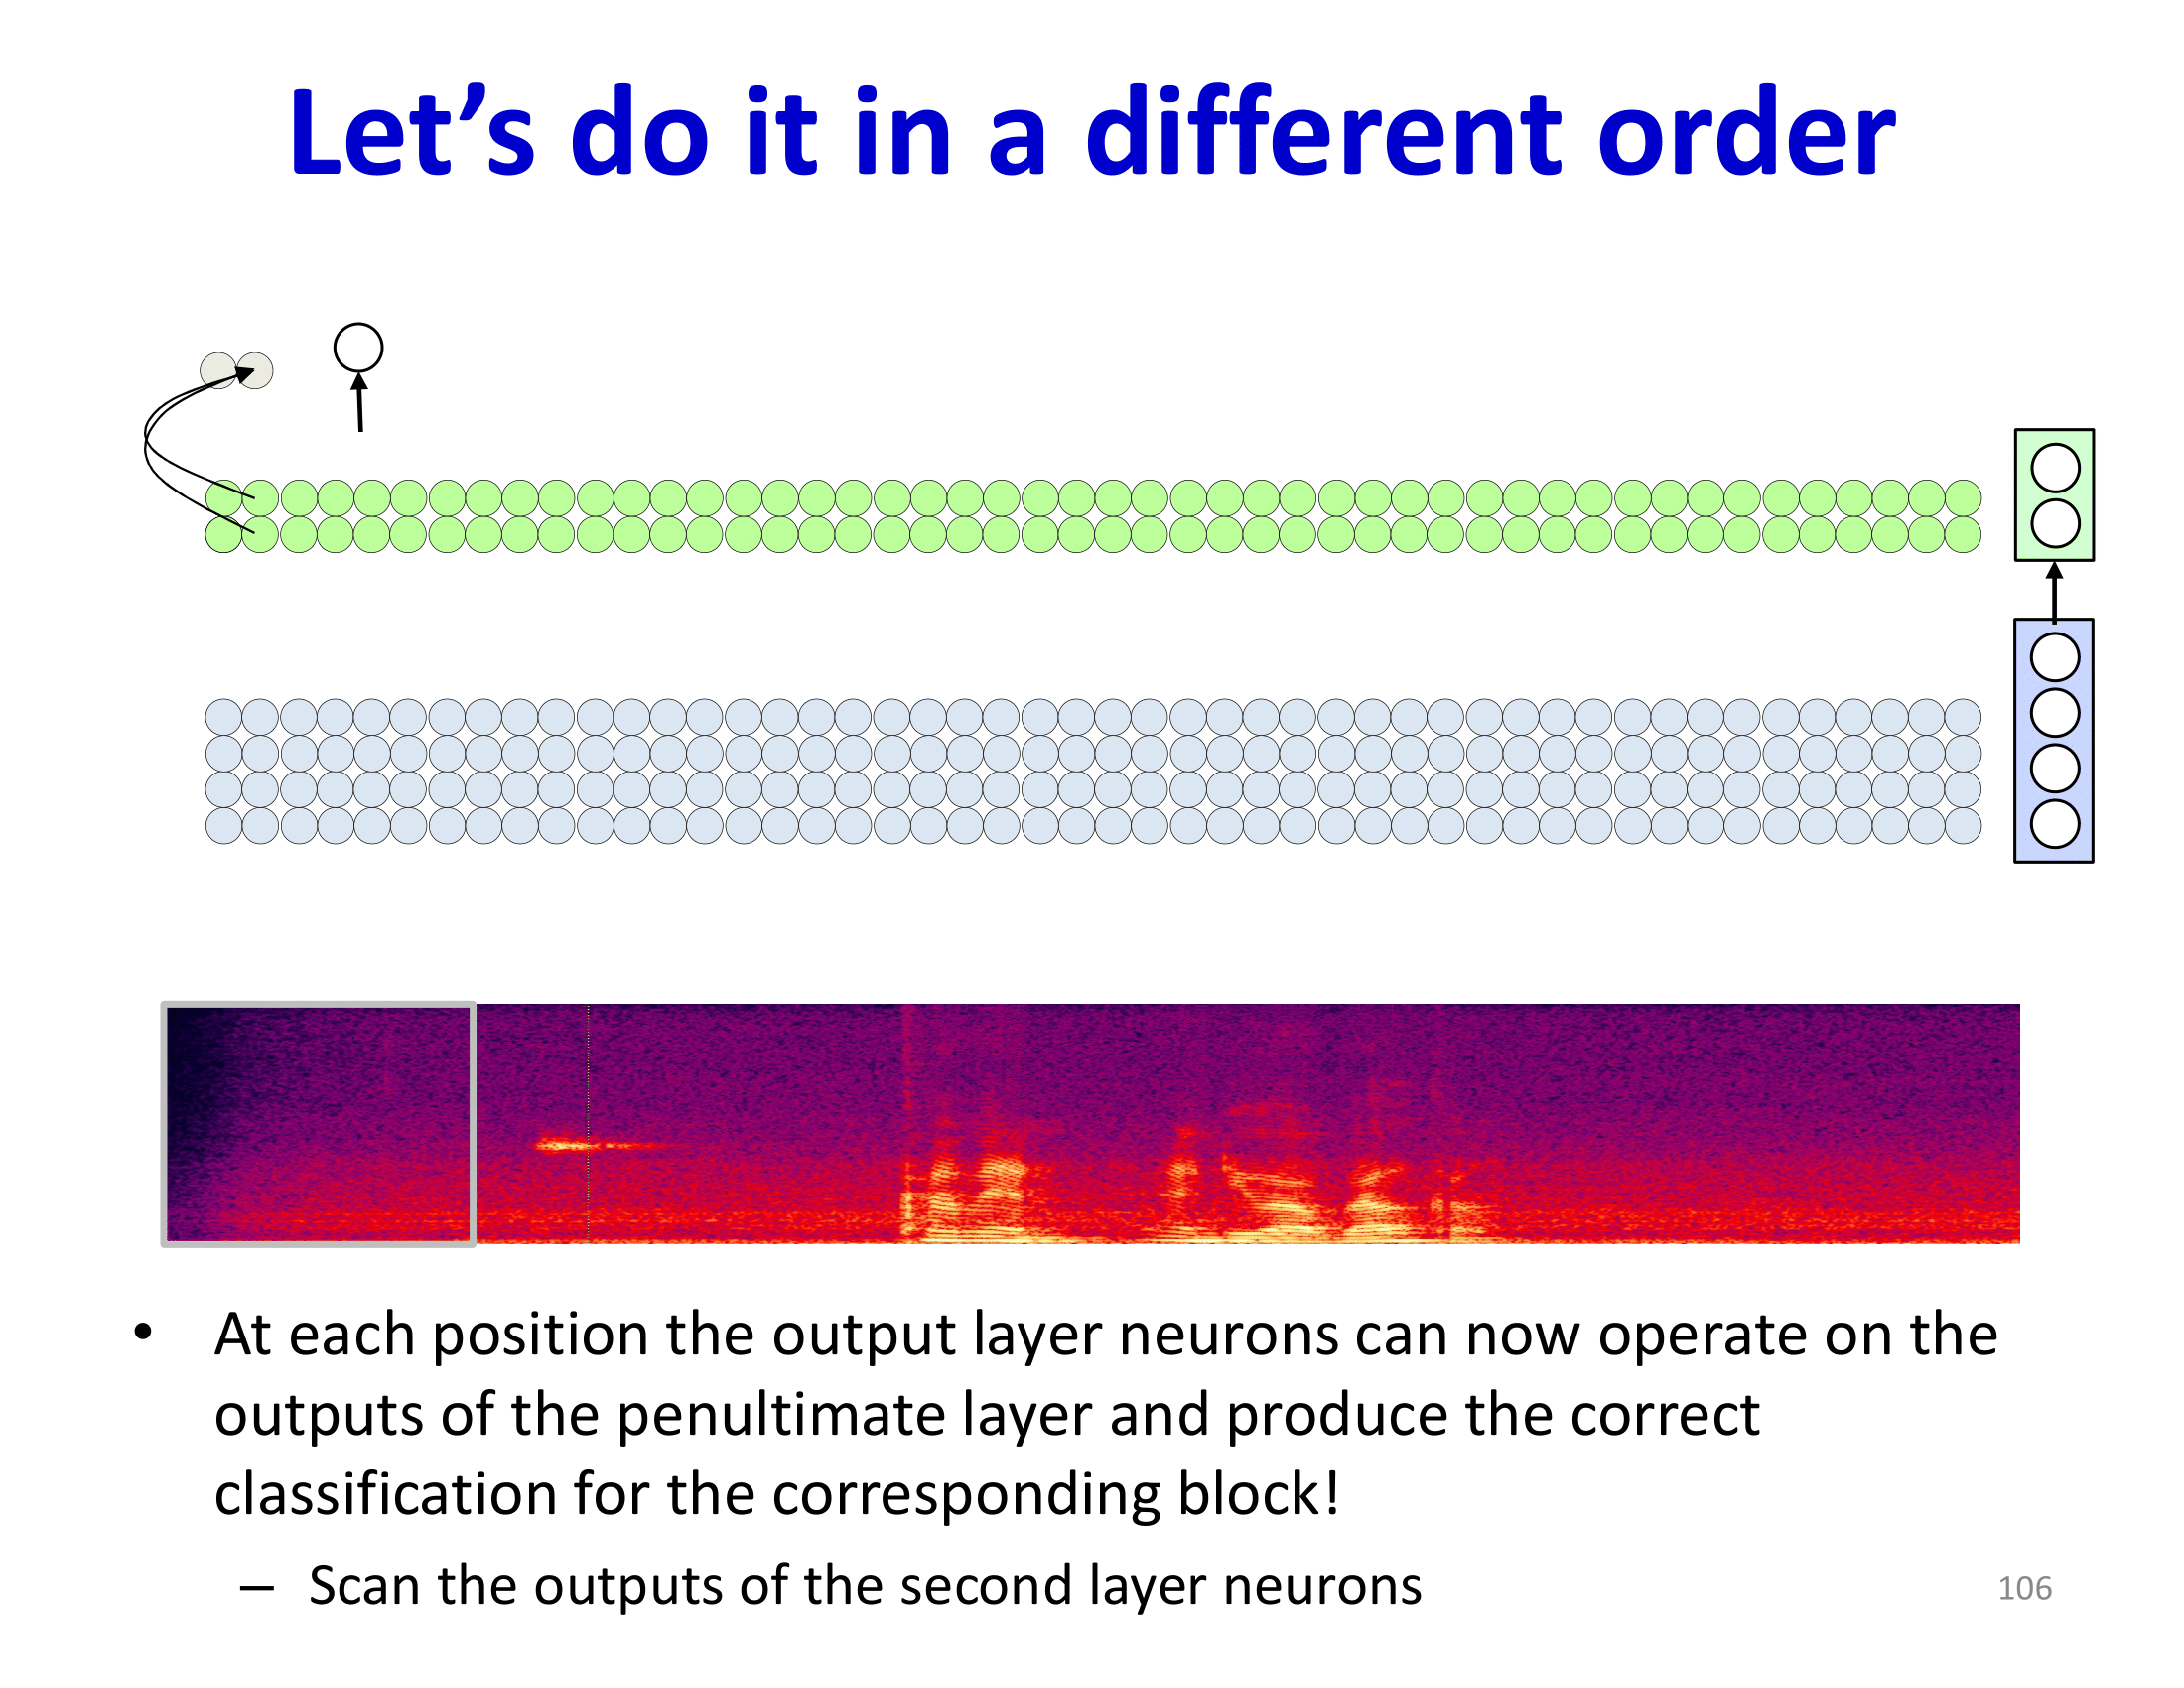 Let’s do it in a different order
• At each position the output layer neurons can now operate on the
outputs of the penultimate layer and produce the correct
classification for the corresponding block!
– Scan the outputs of the second layer neurons
106